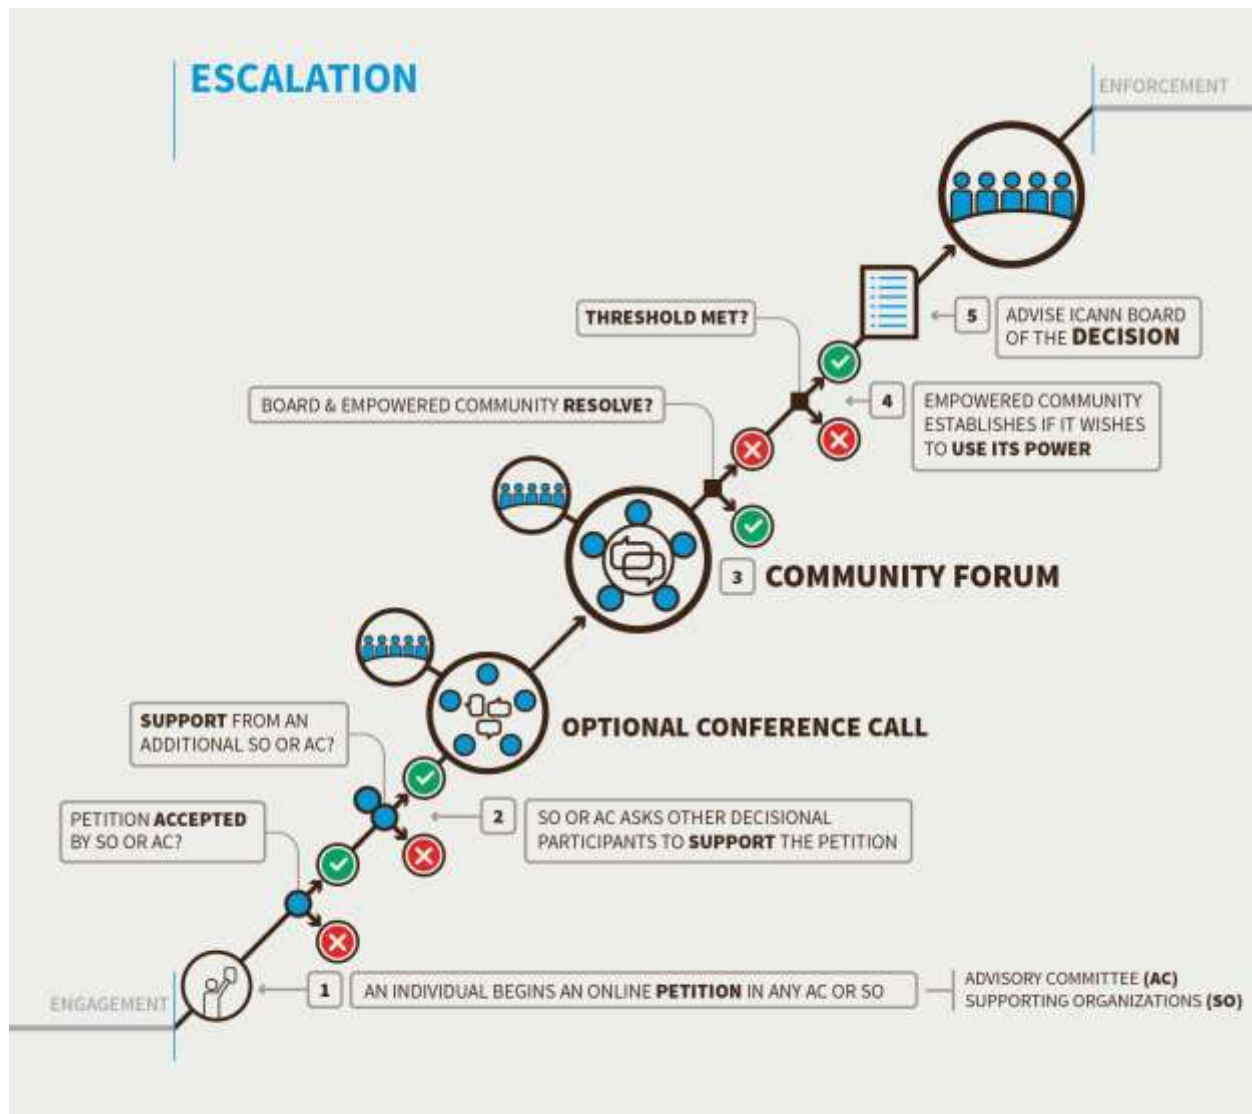 ESCALATION
ENFORCEMENT
THRESHOLD MET?
5
ADVISE ICANN BOARD
OF THE DECISION
BOARD & EMPOWERED COMMUNITY RESOLVE?
4
EMPOWERED COMMUNITY
ESTABLISHES IF IT WISHES
TO USE ITS POWER
3
COMMUNITY FORUM
OPTIONAL CONFERENCE CALL
SUPPORT FROM AN
ADDITIONAL SO OR AC?
PETITION ACCEPTED
BY SO OR AC?
2
SO OR AC ASKS OTHER DECISIONAL
PARTICIPANTS TO SUPPORT THE PETITION
ENGAGEMENT
1
AN INDIVIDUAL BEGINS AN ONLINE PETITION IN ANY AC OR SO
ADVISORY COMMITTEE (AC)
SUPPORTING ORGANIZATIONS (SO)